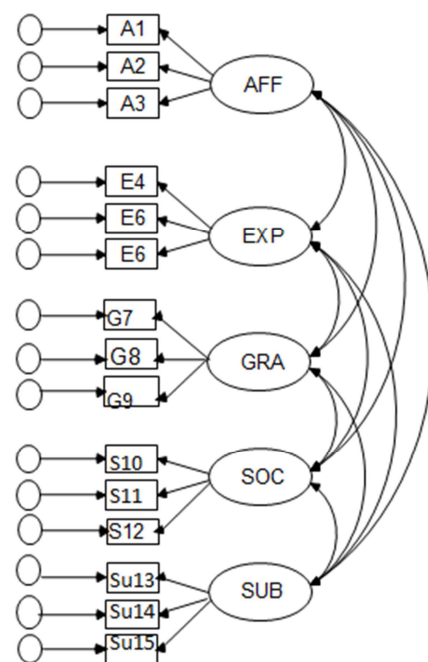 A1
A2
AFF
A3
E4
E6
EXP
E6
G7
G8
GRA
G9
S10
SOC
S11
S12
Su13
SUB
Su14
Su15